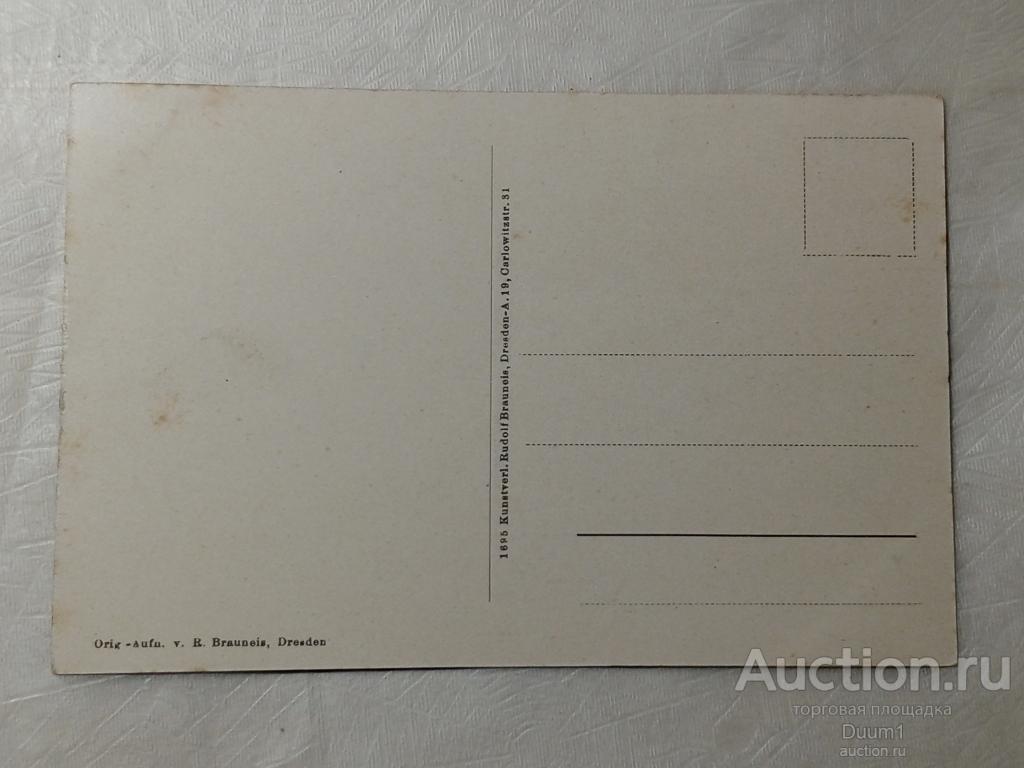 1695 Kunstverl. Rudolf Brauneis, Dresden-A. 19, Carlowitzstr. 31
Orig -Aufn. v. R. Brauneis, Dresden
Auction.ru
торговая площадка
Duum1
auction.ru